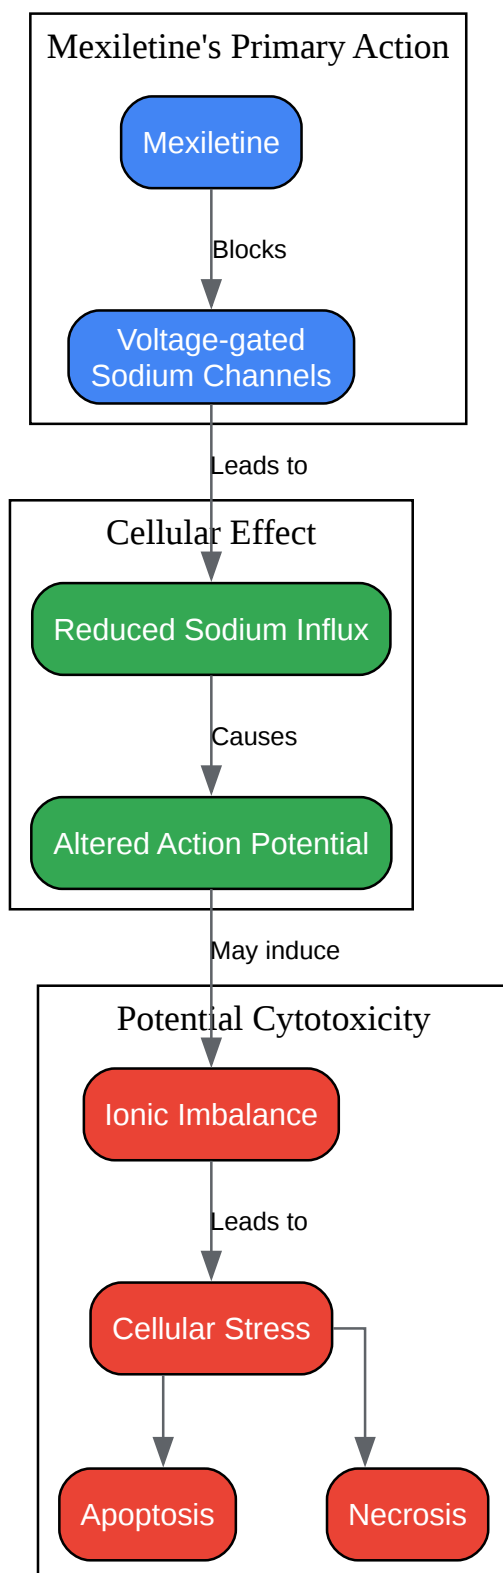 Mexiletine's Primary Action
Mexiletine
Blocks
Voltage-gated
Sodium Channels
Leads to
Cellular Effect
Reduced Sodium Influx
Causes
Altered Action Potential
May induce
Potential Cytotoxicity
Ionic Imbalance
Leads to
Cellular Stress
Apoptosis
Necrosis